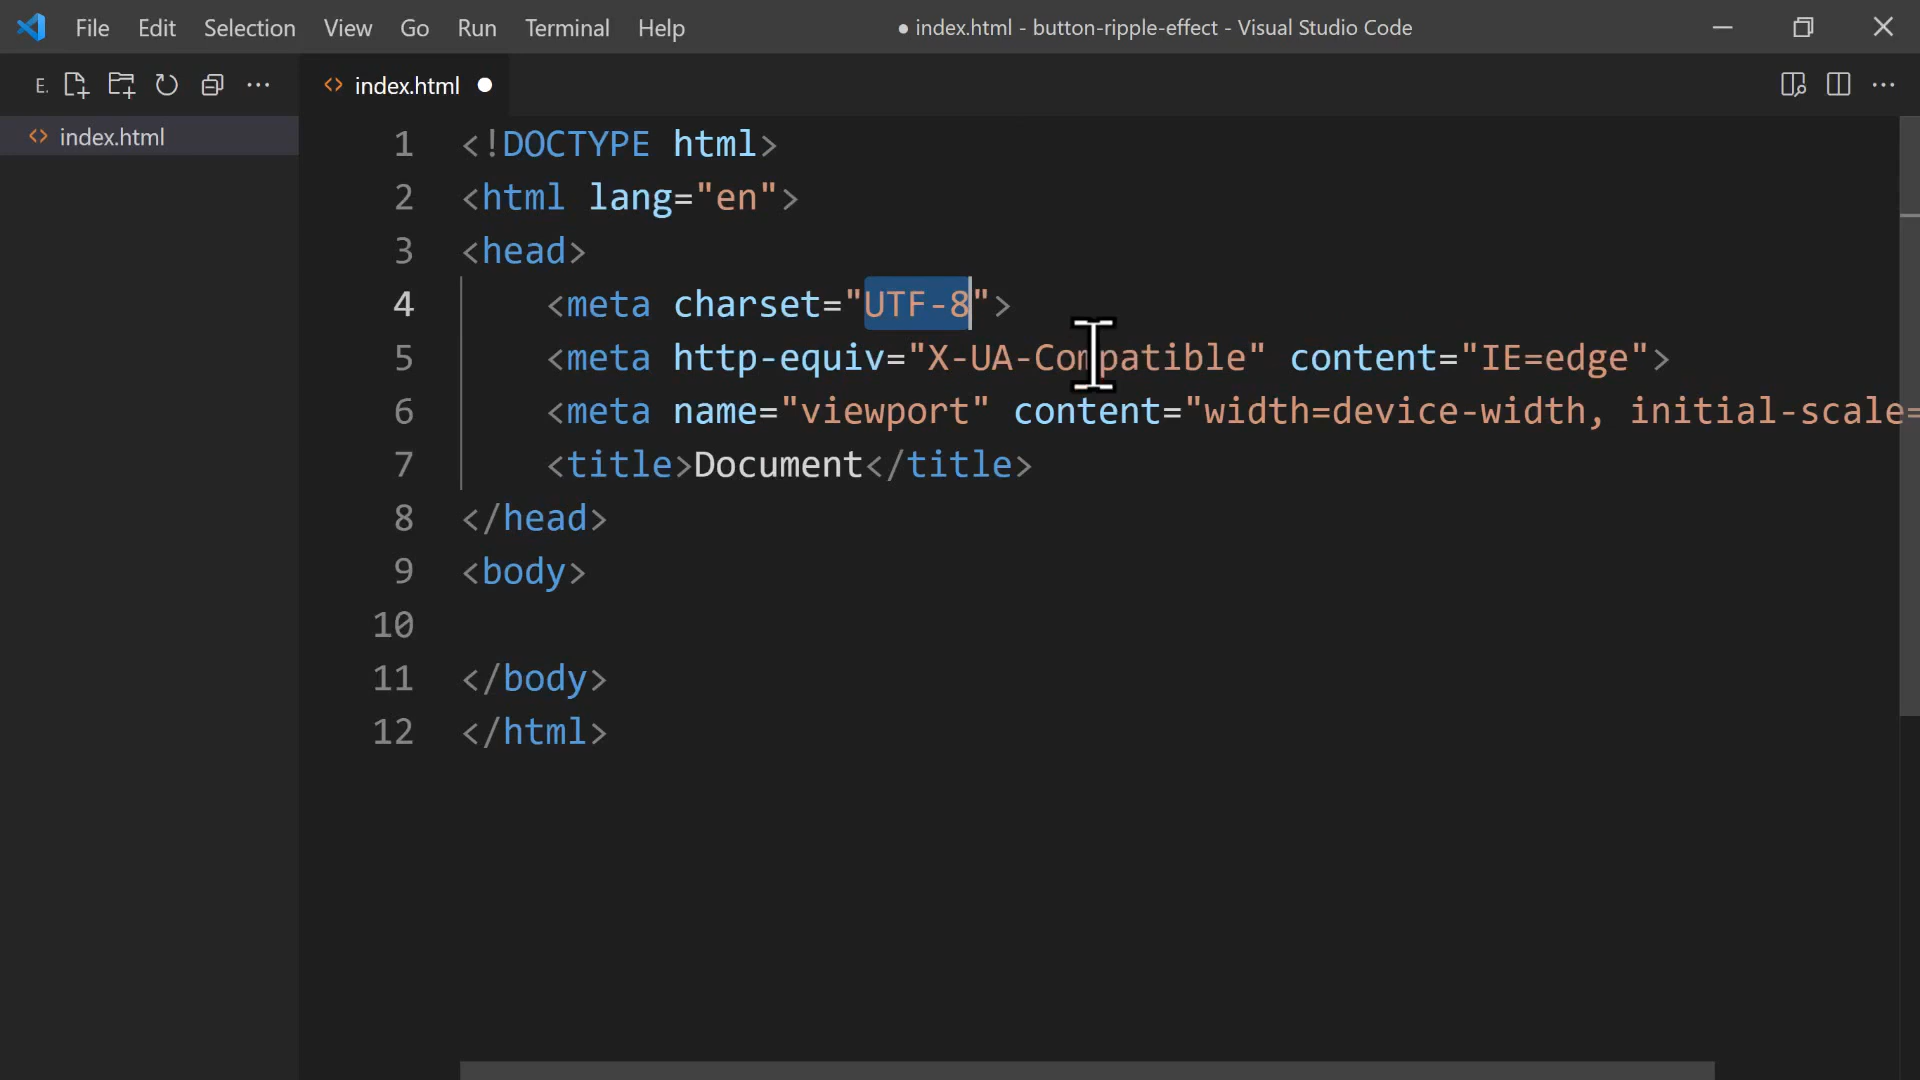 File Edit Selection View Go Run Terminal Help ● index.html - button-ripple-effect - Visual Studio Code
E. index.html
index.html
1 <!DOCTYPE html>
2 <html lang="en">
3 <head>
4 <meta charset="UTF-8">
5 <meta http-equiv="X-UA-Compatible" content="IE=edge">
6 <meta name="viewport" content="width=device-width, initial-scale=
7 <title>Document</title>
8 </head>
9 <body>
10
11 </body>
12 </html>